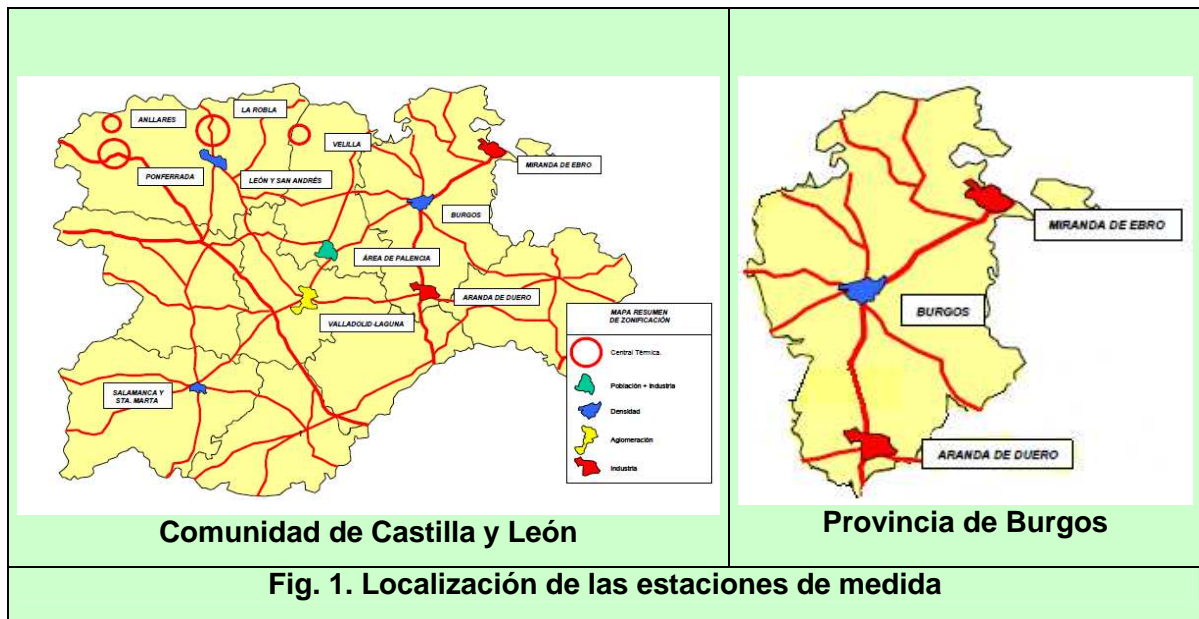 ANLLARES
LA ROBLA
VELILLA
MIRANDA DE EBRO
PONFERRADA
LEÓN Y SAN ANDRÉS
BURGOS
ÁREA DE PALENCIA
ARANDA DE DUERO
VALLADOLID-LAGUNA
SALAMANCA Y
STA. MARTA
MAPA RESUMEN
DE ZONIFICACIÓN
Central Térmica.
Población + Industria
Densidad
Aglomeración
Industria
Comunidad de Castilla y León
MIRANDA DE EBRO
BURGOS
ARANDA DE DUERO
Provincia de Burgos
Fig. 1. Localización de las estaciones de medida